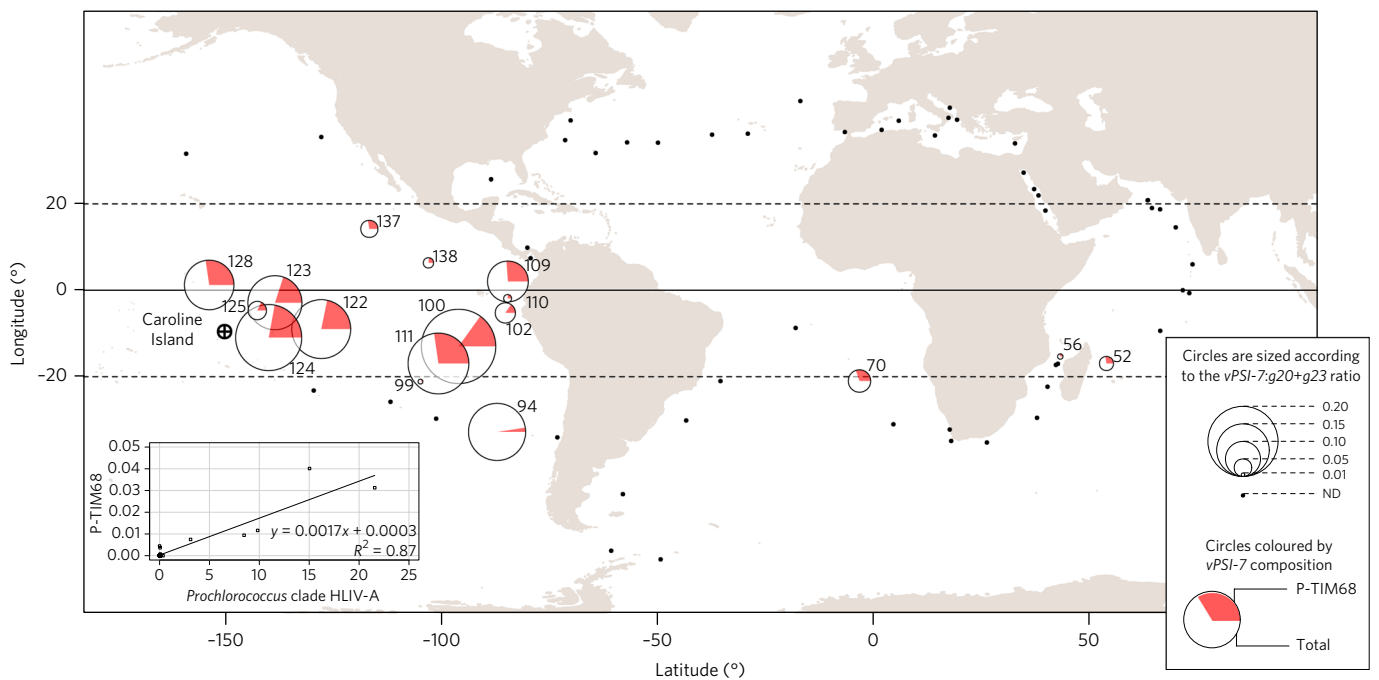 137
138
128
123
109
125
122
100
110
102
Caroline
Island
111
124
99
56
52
70
94
20
0
−20
Longitude (°)
−150
−100
−50
0
50
Latitude (°)
P-TIM68
0.05
0.04
0.03
0.01
0.00
y = 0.0017x + 0.0003
R² = 0.87
0
5
10
15
20
25
Prochlorococcus clade HLIV-A
Circles are sized according
to the vPSI-7:g20+g23 ratio
0.20
0.15
0.10
0.05
0.01
ND
Circles coloured by
vPSI-7 composition
P-TIM68
Total